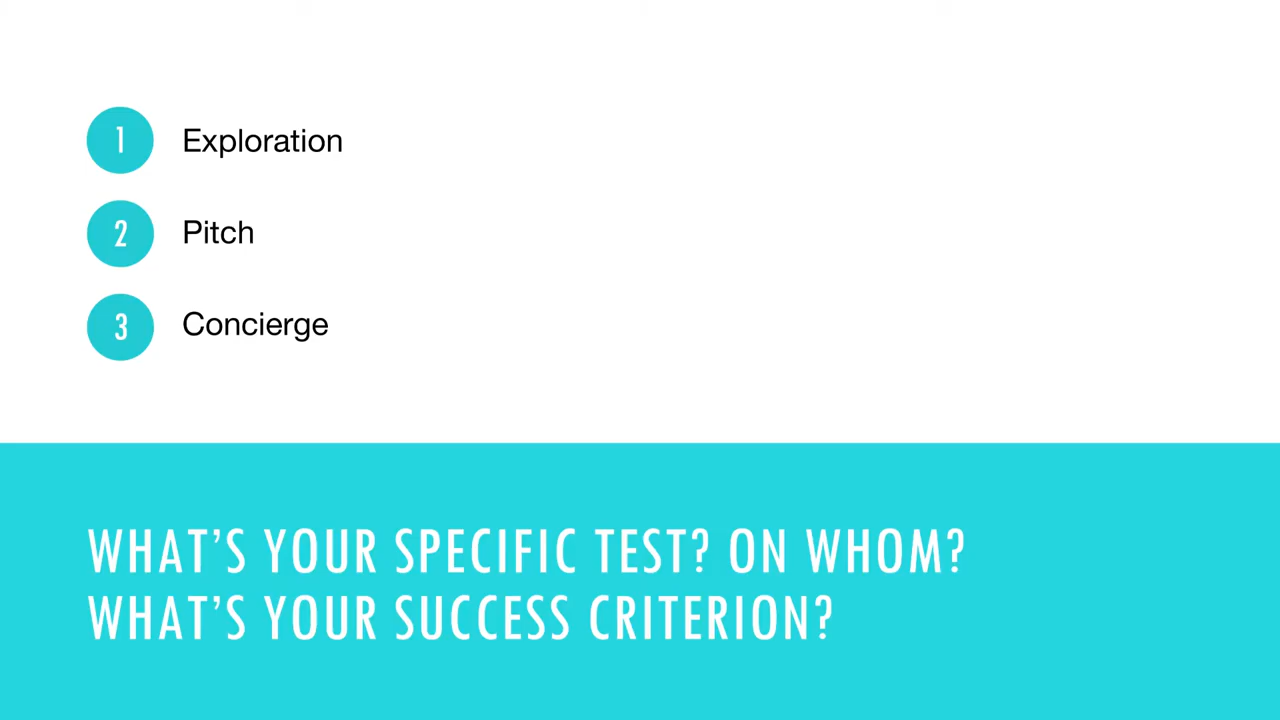 1 Exploration
2 Pitch
3 Concierge
WHAT'S YOUR SPECIFIC TEST? ON WHOM?
WHAT'S YOUR SUCCESS CRITERION?